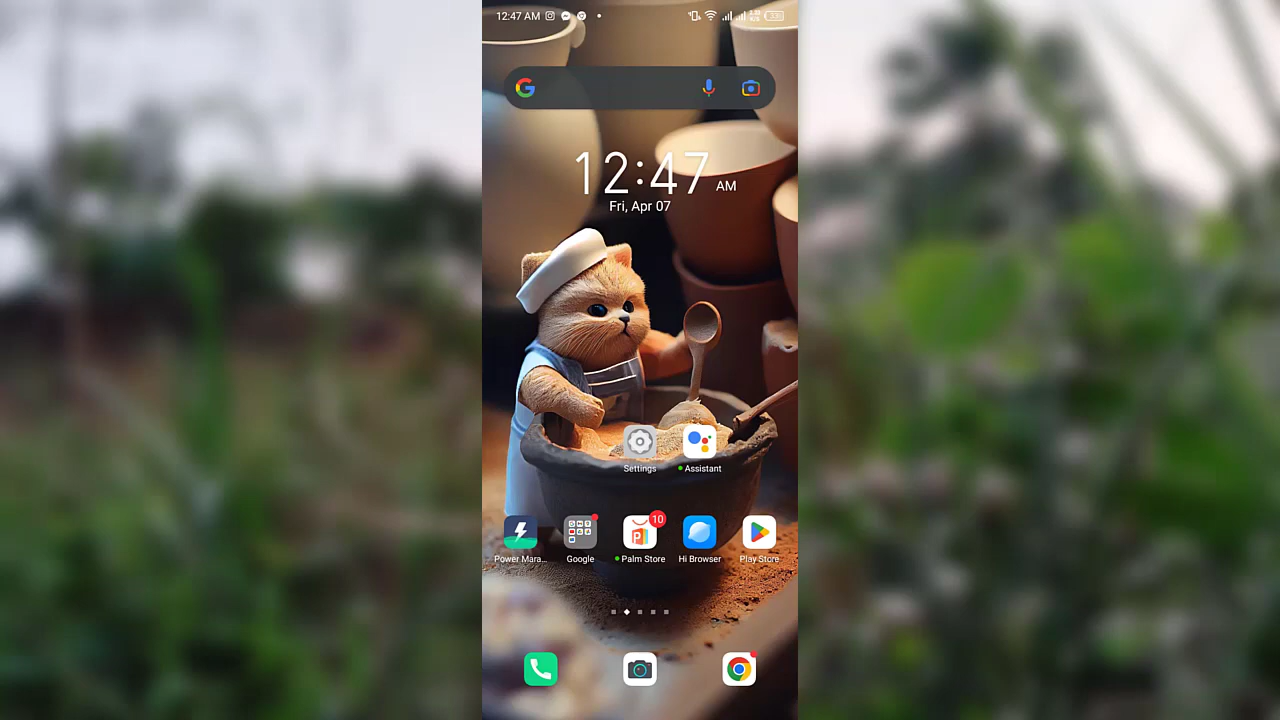 12:47 AM
12:47 AM
Fri, Apr 07
Settings
Assistant
10
Power Mara...
Google
Palm Store
Hi Browser
Play Store